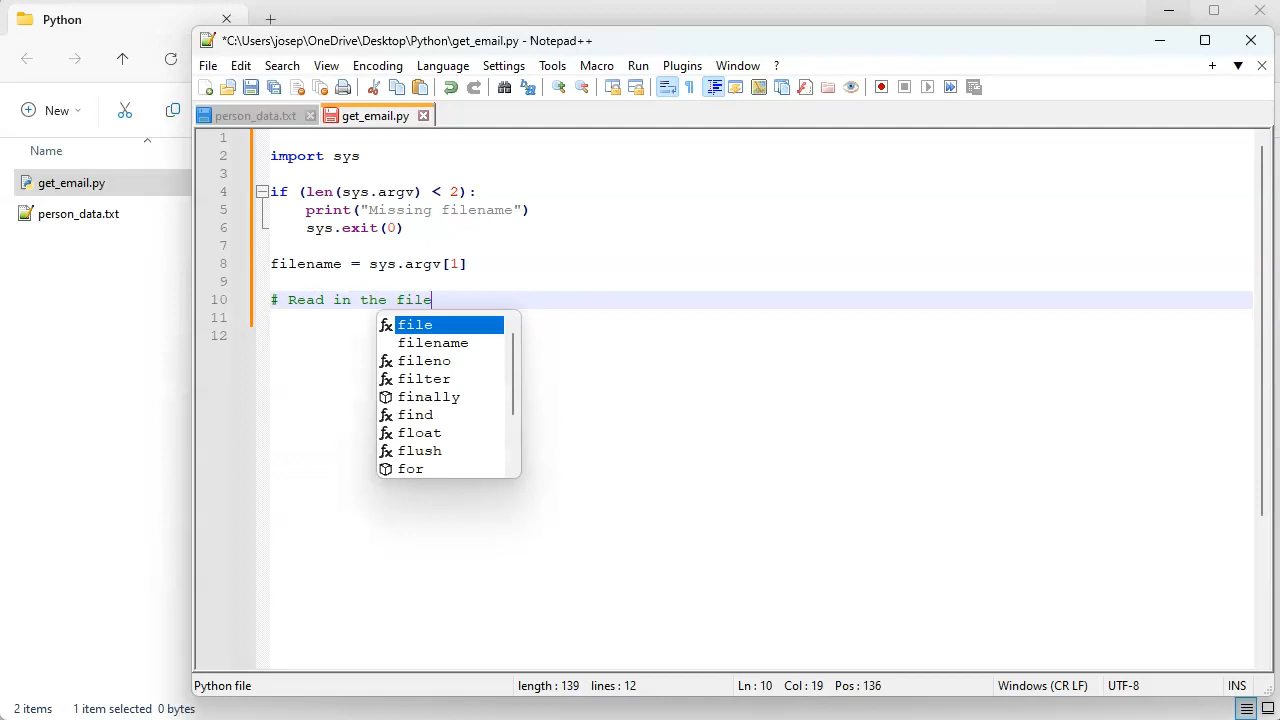 Python
*C:\Users\josep\OneDrive\Desktop\Python\get_email.py - Notepad++
File Edit Search View Encoding Language Settings Tools Macro Run Plugins Window ?
New
person_data.txt get_email.py
Name
get_email.py
person_data.txt
1
2 import sys
3
4 if (len(sys.argv) < 2):
5 print("Missing filename")
6 sys.exit(0)
7
8 filename = sys.argv[1]
9
10 # Read in the file
11
12
file
filename
fileno
filter
finally
find
float
flush
for
Python file length : 139 lines : 12 Ln : 10 Col : 19 Pos : 136 Windows (CR LF) UTF-8 INS
2 items 1 item selected 0 bytes